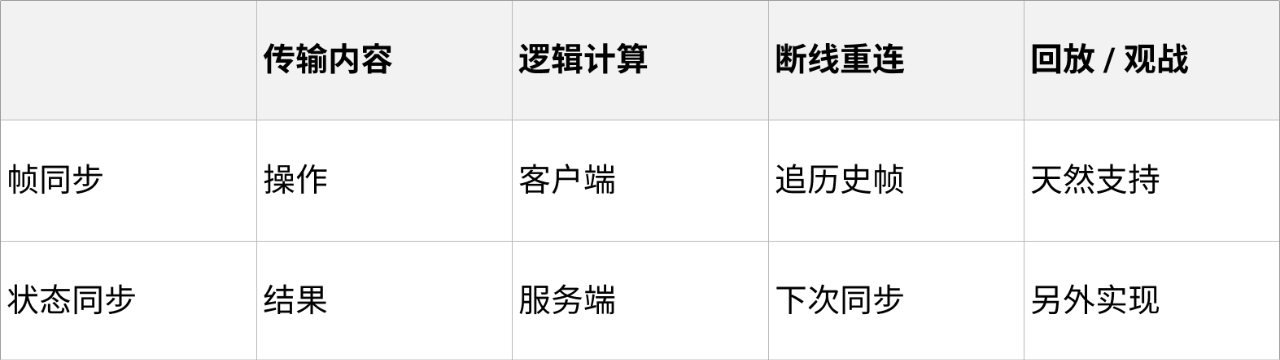 传输内容 逻辑计算 断线重连 回放 / 观战
帧同步 操作 客户端 追历史帧 天然支持
状态同步 结果 服务端 下次同步 另外实现